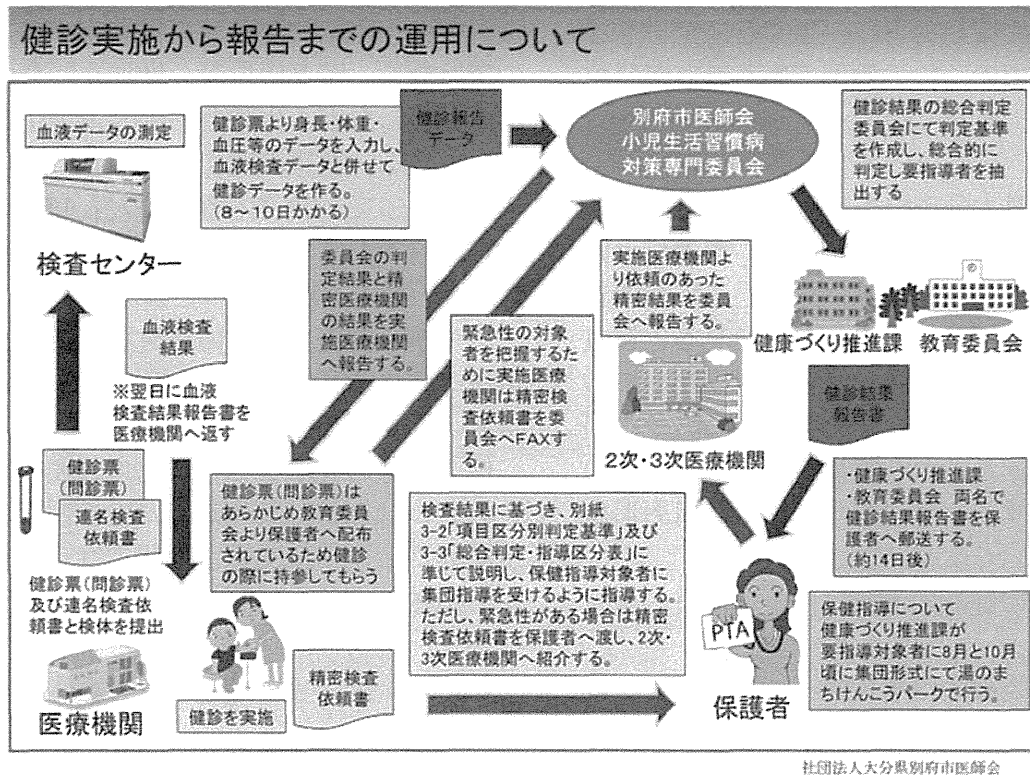 健診実施から報告までの運用について
血液データの測定
検査センター
健診票より身長・体重・
血圧等のデータを入力し、
血液検査データと併せて
健診データを作る。
(8～10日かかる)
健診報告
データ
別府市医師会
小児生活習慣病
対策専門委員会
健診結果の総合判定
委員会にて判定基準
を作成し、総合的に
判定し要指導者を抽
出する
血液検査
結果
※翌日に血液
検査結果報告書を
医療機関へ返す
委員会の判
定結果と精
密医療機関
の結果を実
施医療機関
へ報告する。
緊急性の対象
者を把握するた
めに実施医療
機関は精密検
査依頼書を委
員会へFAXす
る。
実施医療機関よ
り依頼のあった
精密結果を委員
会へ報告する。
2次・3次医療機関
健康づくり推進課
教育委員会
健診結果
報告書
・健康づくり推進課
・教育委員会 両名で
健診結果報告書を保
護者へ郵送する。
(約14日後)
健診票
(問診票)
連名検査
依頼書
健診票(問診票)
及び連名検査依
頼書と検体を提出
医療機関
健診票(問診票)は
あらかじめ教育委員
会より保護者へ配布
されているため健診
の際に持参してもらう
健診を実施
精密検査
依頼書
検査結果に基づき、別紙
3-2「項目区分別判定基準」及び
3-3「総合判定・指導区分表」に
準じて説明し、保健指導対象者に
集団指導を受けるように指導する。
ただし、緊急性がある場合は精密
検査依頼書を保護者へ渡し、2次・
3次医療機関へ紹介する。
PTA
保護者
保健指導について
健康づくり推進課が
要指導対象者に8月と10月
頃に集団形式にて湯のま
ちけんこうパークで行う。
社団法人大分県別府市医師会